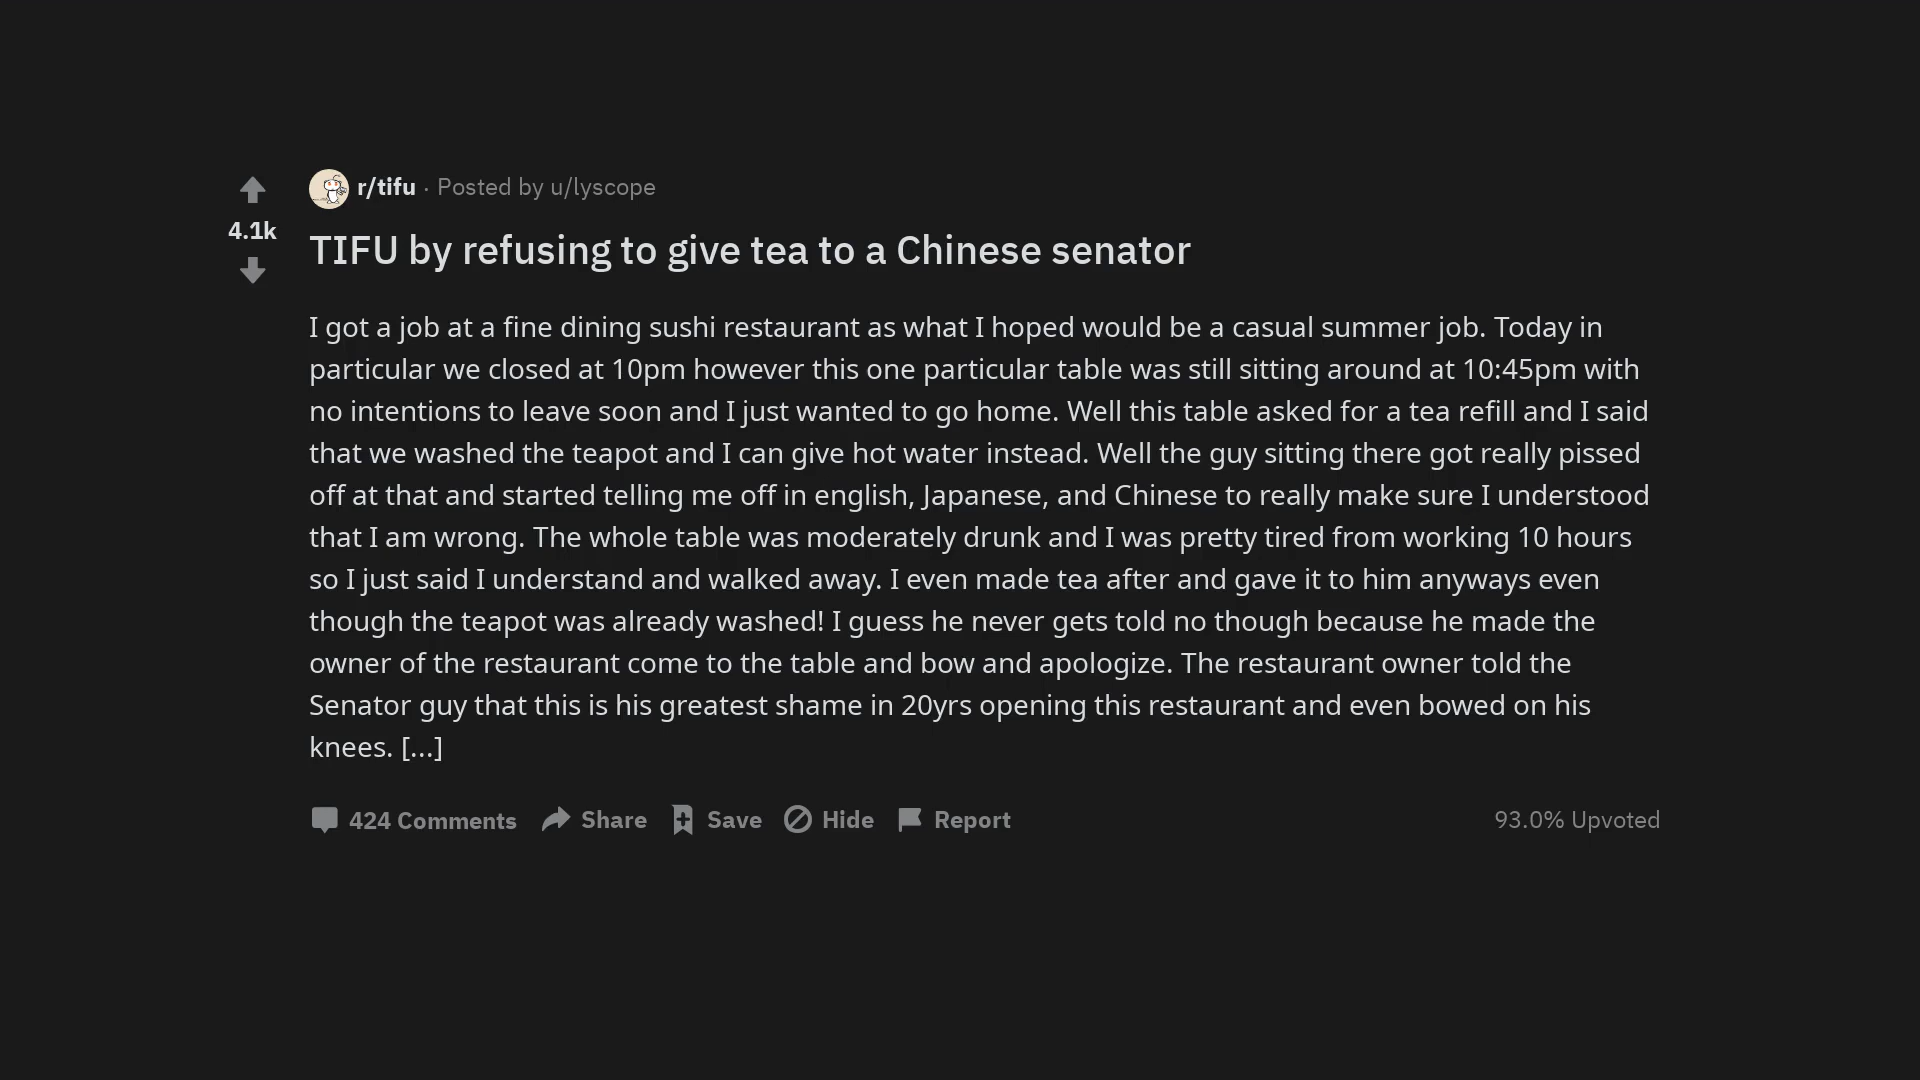 r/tifu · Posted by u/lyscope
4.1k
TIFU by refusing to give tea to a Chinese senator
I got a job at a fine dining sushi restaurant as what I hoped would be a casual summer job. Today in
particular we closed at 10pm however this one particular table was still sitting around at 10:45pm with
no intentions to leave soon and I just wanted to go home. Well this table asked for a tea refill and I said
that we washed the teapot and I can give hot water instead. Well the guy sitting there got really pissed
off at that and started telling me off in english, Japanese, and Chinese to really make sure I understood
that I am wrong. The whole table was moderately drunk and I was pretty tired from working 10 hours
so I just said I understand and walked away. I even made tea after and gave it to him anyways even
though the teapot was already washed! I guess he never gets told no though because he made the
owner of the restaurant come to the table and bow and apologize. The restaurant owner told the
Senator guy that this is his greatest shame in 20yrs opening this restaurant and even bowed on his
knees. [...]
424 Comments Share Save Hide Report 93.0% Upvoted